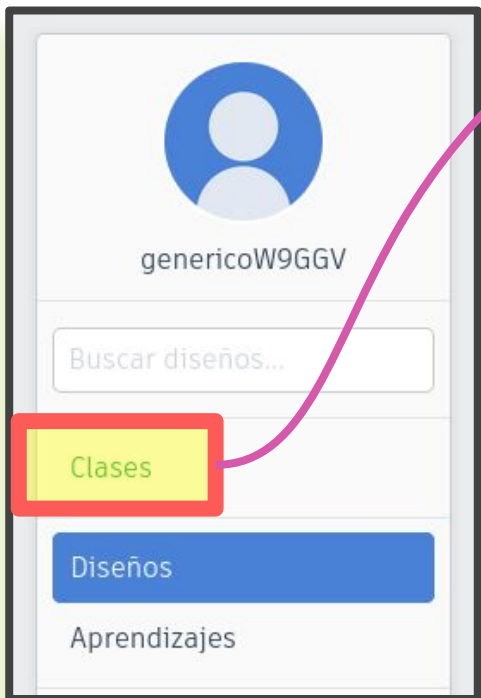 genericoW9GGV
Buscar diseños...
Clases
Diseños
Aprendizajes